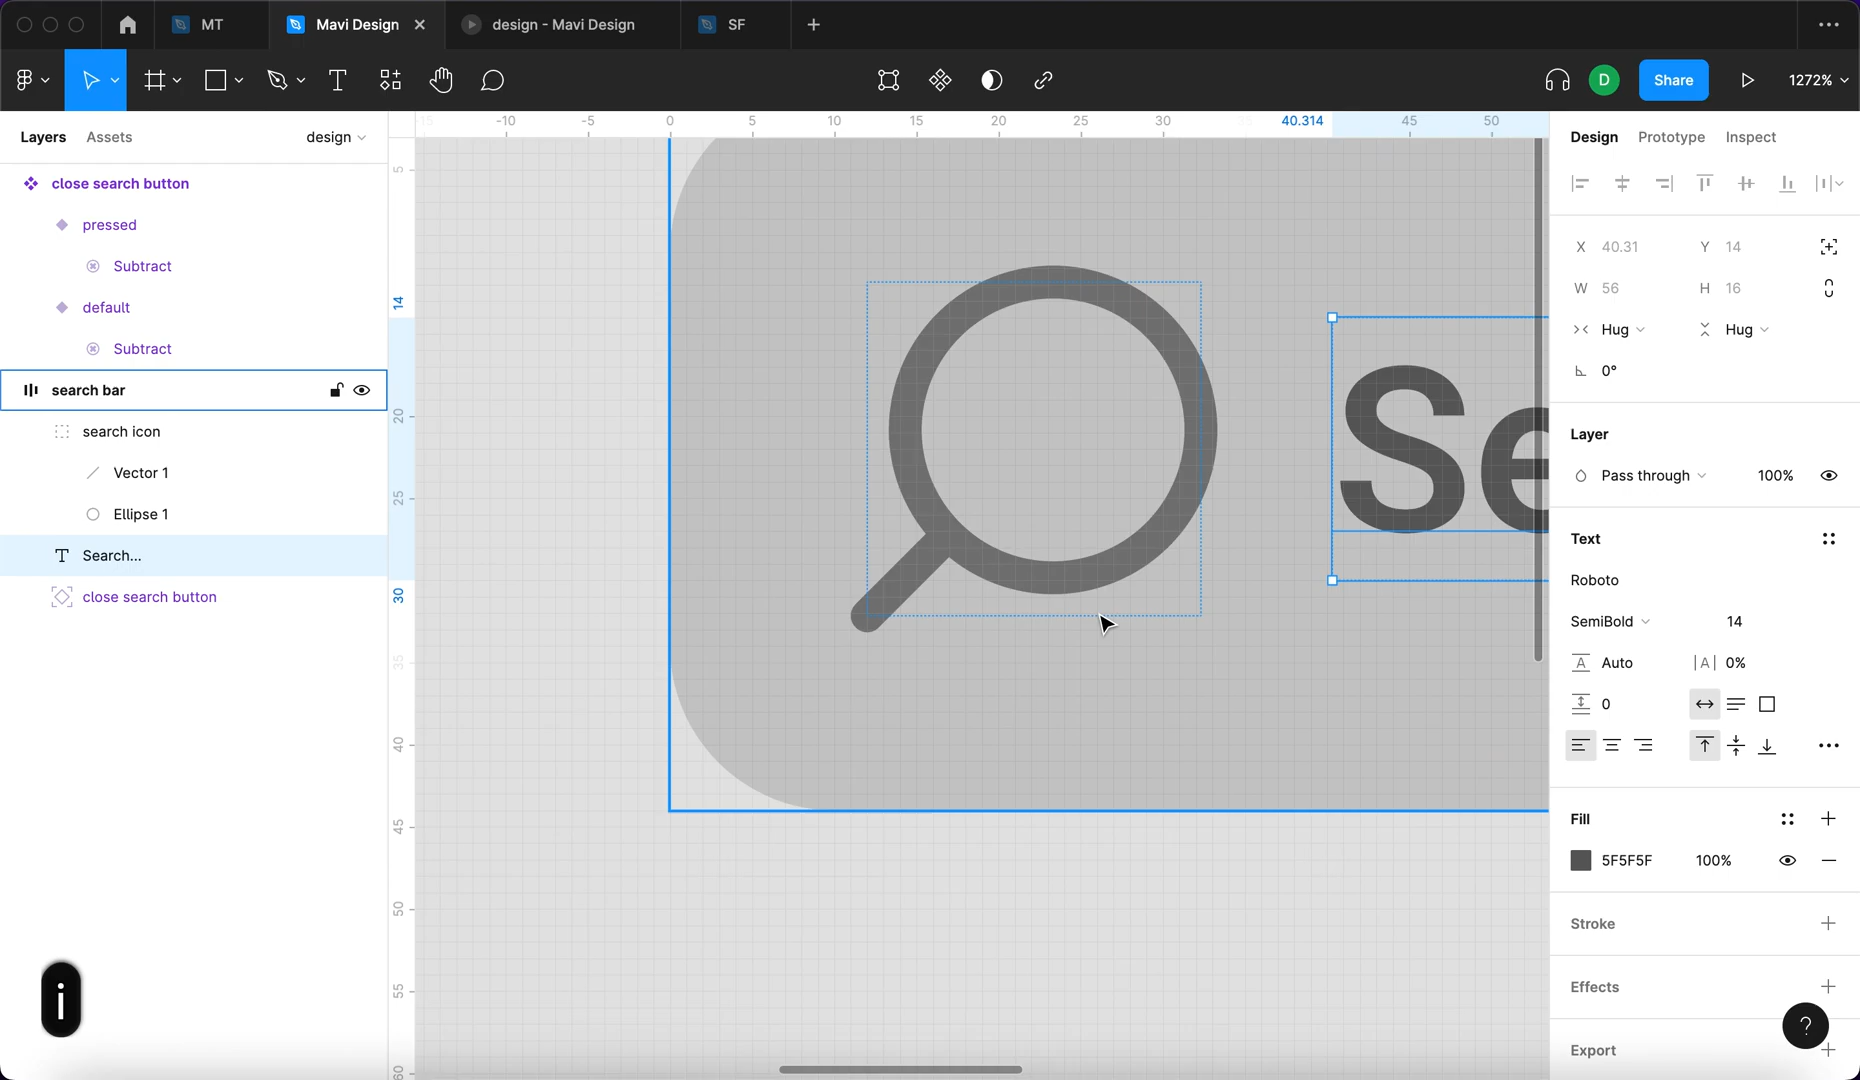 MT
Mavi Design
design - Mavi Design
SF
D
Share
1272%
Layers
Assets
design
-10
-5
0
5
10
15
20
25
30
40.314
45
50
Design
Prototype
Inspect
close search button
pressed
Subtract
default
Subtract
search bar
search icon
Vector 1
Ellipse 1
Search...
close search button
5
14
20
25
30
35
40
45
50
55
60
Se
X 40.31
Y 14
W 56
H 16
Hug
Hug
0°
Layer
Pass through
100%
Text
Roboto
SemiBold
14
Auto
0%
0
Fill
5F5F5F
100%
Stroke
Effects
Export
?
i